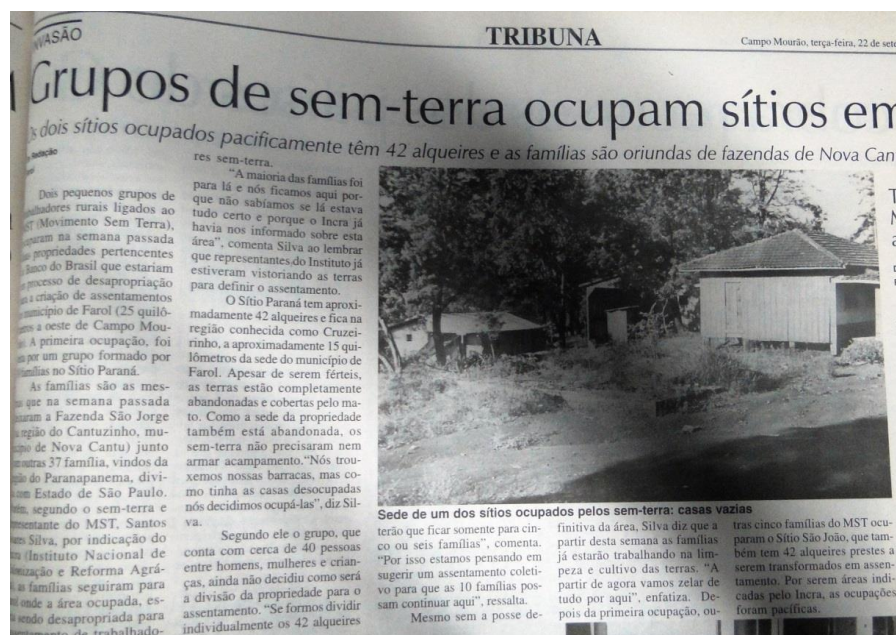 INVASÃO
TRIBUNA
Campo Mourão, terça-feira, 22 de
Grupos de sem-terra ocupam sítios em
dois sítios ocupados pacificamente têm 42 alqueires e as famílias são oriundas de fazendas de Nova
Redação
Dois pequenos grupos de
rurais ligados ao
(Movimento Sem Terra),
na semana passada
propriedades pertencentes
Banco do Brasil que estariam
processo de desapropriação
a criação de assentamentos
município de Farol (25
a oeste de Campo Mou-
A primeira ocupação, foi
por um grupo formado por
famílias no Sítio Paraná.
As famílias são as mes-
que na semana passada
a Fazenda São Jorge
região do Cantuzinho, mu-
de Nova Cantu) junto
outras 37 família, vindos da
do Paranapanema, divi-
com Estado de São Paulo.
segundo o sem-terra e
do MST, Santos
Silva, por indicação do
(Instituto Nacional de
e Reforma Agrá-
as famílias seguiram para
onde a área ocupada, es-
sendo desapropriada para
de trabalhado-
res sem-terra.
"A maioria das famílias foi
para lá e nós ficamos aqui por-
que não sabíamos se lá estava
tudo certo e porque o Incra já
havia nos informado sobre esta
área", comenta Silva ao lembrar
que representantes do Instituto já
estiveram vistoriando as terras
para definir o assentamento.
O Sítio Paraná tem aproxi-
madamente 42 alqueires e fica na
região conhecida como Cruzei-
rinho, a aproximadamente 15 qui-
lômetros da sede do município de
Farol. Apesar de serem férteis,
as terras estão completamente
abandonadas e cobertas pelo ma-
to. Como a sede da propriedade
também está abandonada, os
sem-terra não precisaram nem
armar acampamento."Nós trou-
xemos nossas barracas, mas co-
mo tinha as casas desocupadas
nós decidimos ocupá-las", diz Sil-
va.
Segundo ele o grupo, que
conta com cerca de 40 pessoas
entre homens, mulheres e crian-
ças, ainda não decidiu como será
a divisão da propriedade para o
assentamento. "Se formos dividir
individualmente os 42 alqueires
Sede de um dos sítios ocupados pelos sem-terra: casas vazias
terão que ficar somente para cin-
co ou seis famílias", comenta.
"Por isso estamos pensando em
sugerir um assentamento coleti-
vo para que as 10 famílias pos-
sam continuar aqui", ressalta.
Mesmo sem a posse de-
finitiva da área, Silva diz que a
partir desta semana as famílias
já estarão trabalhando na lim-
peza e cultivo das terras. "A
partir de agora vamos zelar de
tudo por aqui", enfatiza. De-
pois da primeira ocupação, ou-
tras cinco famílias do MST ocu-
param o Sítio São João, que tam-
bém tem 42 alqueires prestes a
serem transformados em assen-
tamento. Por serem áreas indi-
cadas pelo Incra, as ocupações
foram pacíficas.